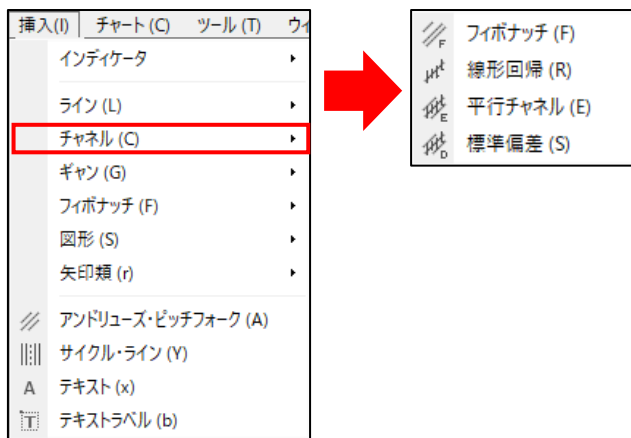 挿入(I) チャート(C) ツール(T) ウィ
インディケータ
ライン(L)
チャネル(C)
ギャン(G)
フィボナッチ(F)
図形(S)
矢印類(r)
アンドリューズ・ピッチフォーク(A)
サイクル・ライン(Y)
A テキスト(x)
T テキストラベル(b)
F フィボナッチ(F)
線形回帰(R)
E 平行チャネル(E)
D 標準偏差(S)